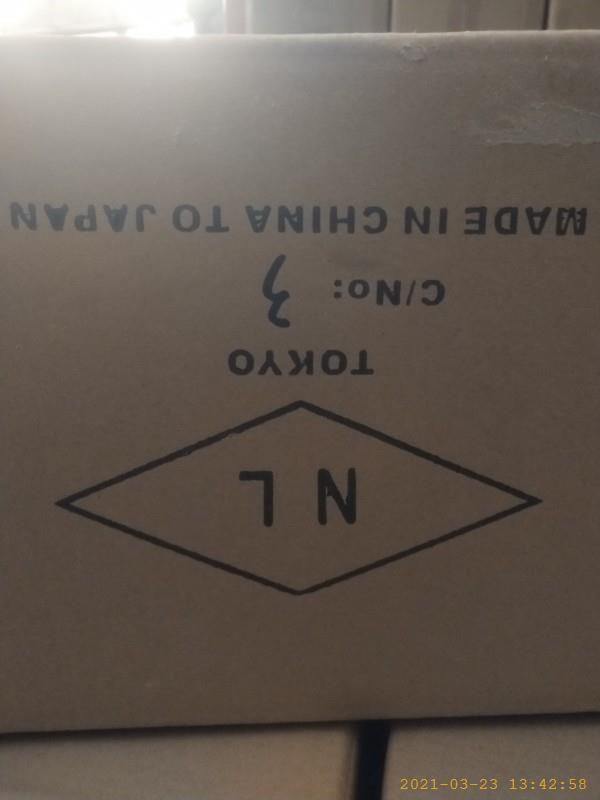 N L
TOKYO
C/No: 3
MADE IN CHINA TO JAPAN
2021-03-23 13:42:58